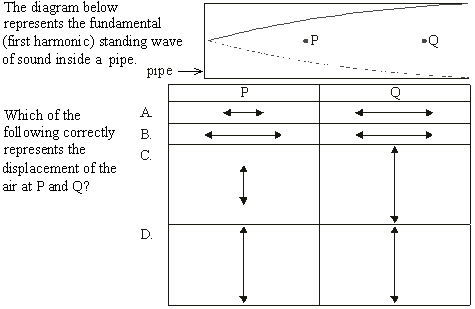 The diagram below
represents the fundamental
(first harmonic) standing wave
of sound inside a pipe.
P
Q
pipe
Which of the
following correctly
represents the
displacement of the
air at P and Q?
P Q
A.
B.
C.
D.